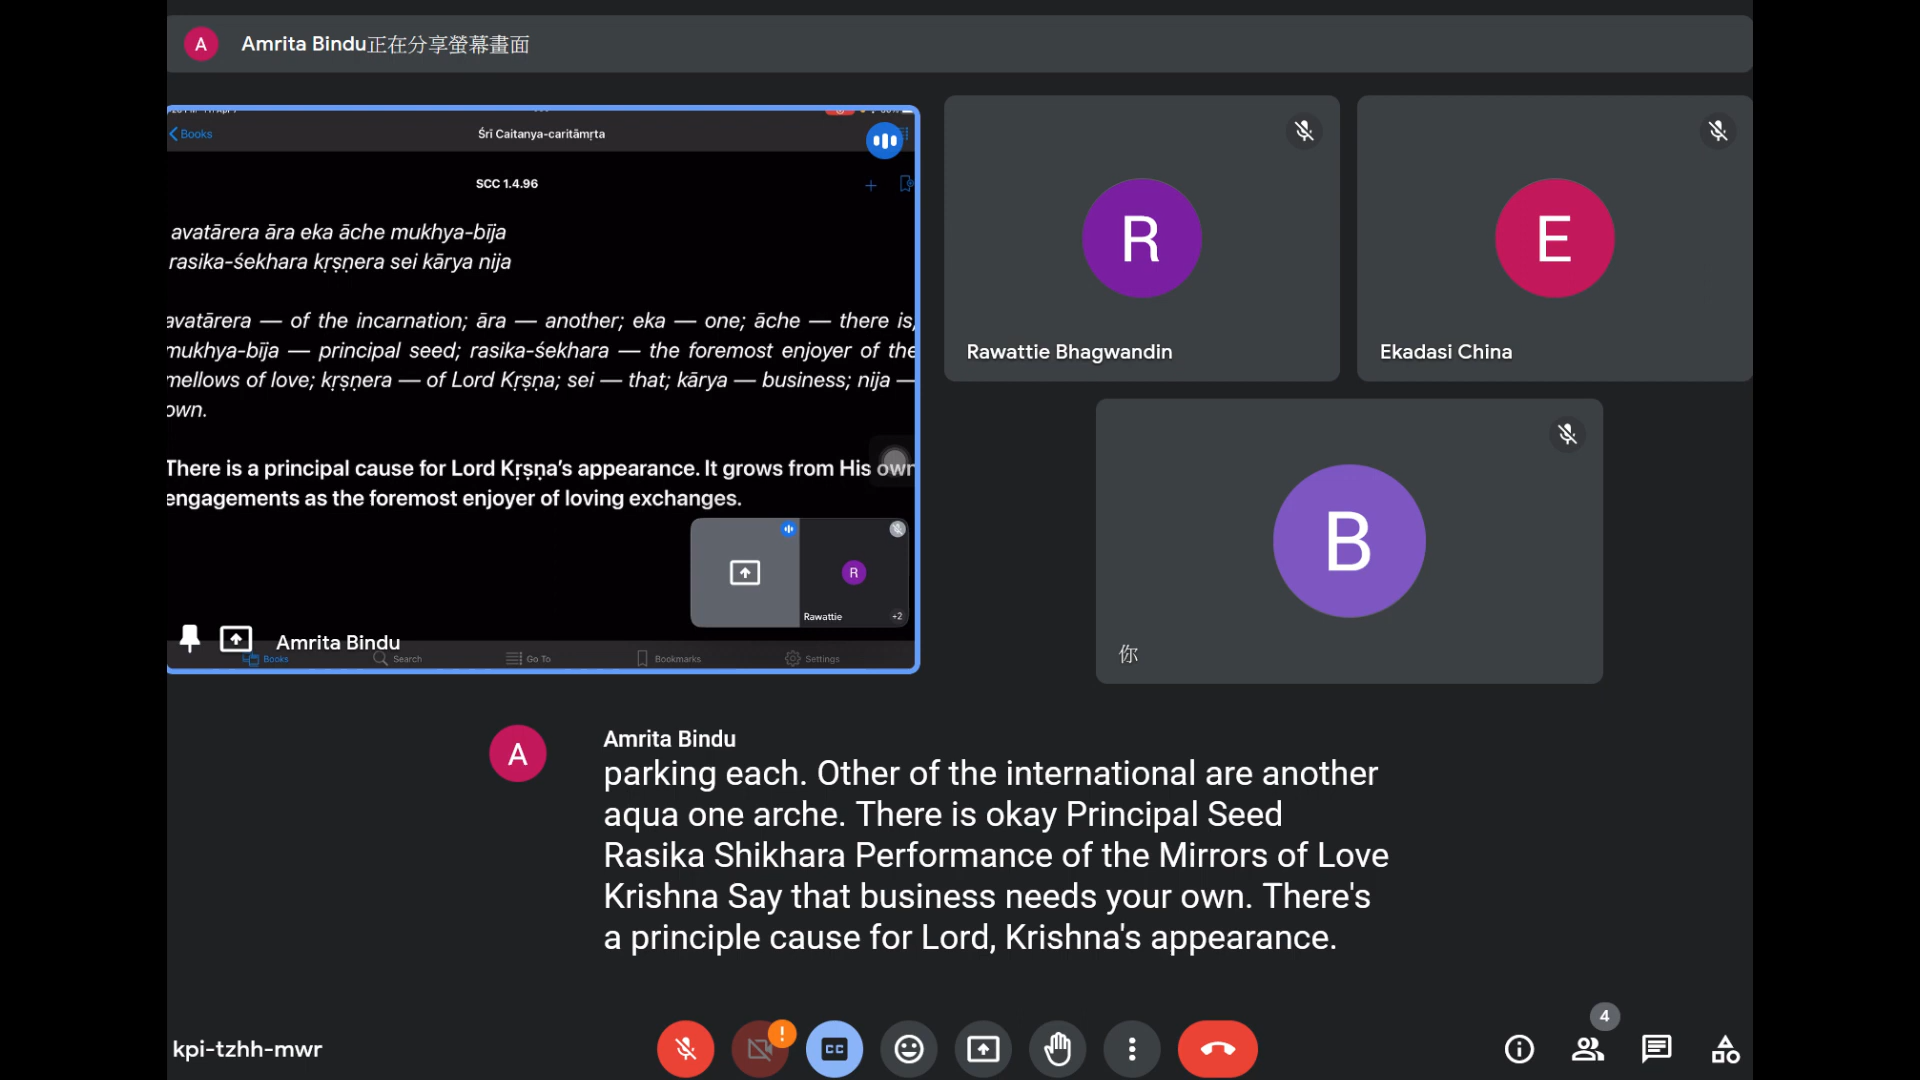 A Amrita Bindu正在分享螢幕畫面
Books
Śrī Caitanya-caritāmṛta
SCC 1.4.96
avatārera āra eka āche mukhya-bīja
rasika-śekhara kṛṣṇera sei kārya nija
avatārera — of the incarnation; āra — another; eka — one; āche — there is;
mukhya-bīja — principal seed; rasika-śekhara — the foremost enjoyer of the
mellows of love; kṛṣṇera — of Lord Kṛṣṇa; sei — that; kārya — business; nija —
own.
There is a principal cause for Lord Kṛṣṇa’s appearance. It grows from His own
engagements as the foremost enjoyer of loving exchanges.
R
Rawattie
+2
Amrita Bindu
Books
Search
Go To
Bookmarks
Settings
R
Rawattie Bhagwandin
E
Ekadasi China
B
你
A
Amrita Bindu
parking each. Other of the international are another
aqua one arche. There is okay Principal Seed
Rasika Shikhara Performance of the Mirrors of Love
Krishna Say that business needs your own. There's
a principle cause for Lord, Krishna's appearance.
kpi-tzhh-mwr
!
CC
4